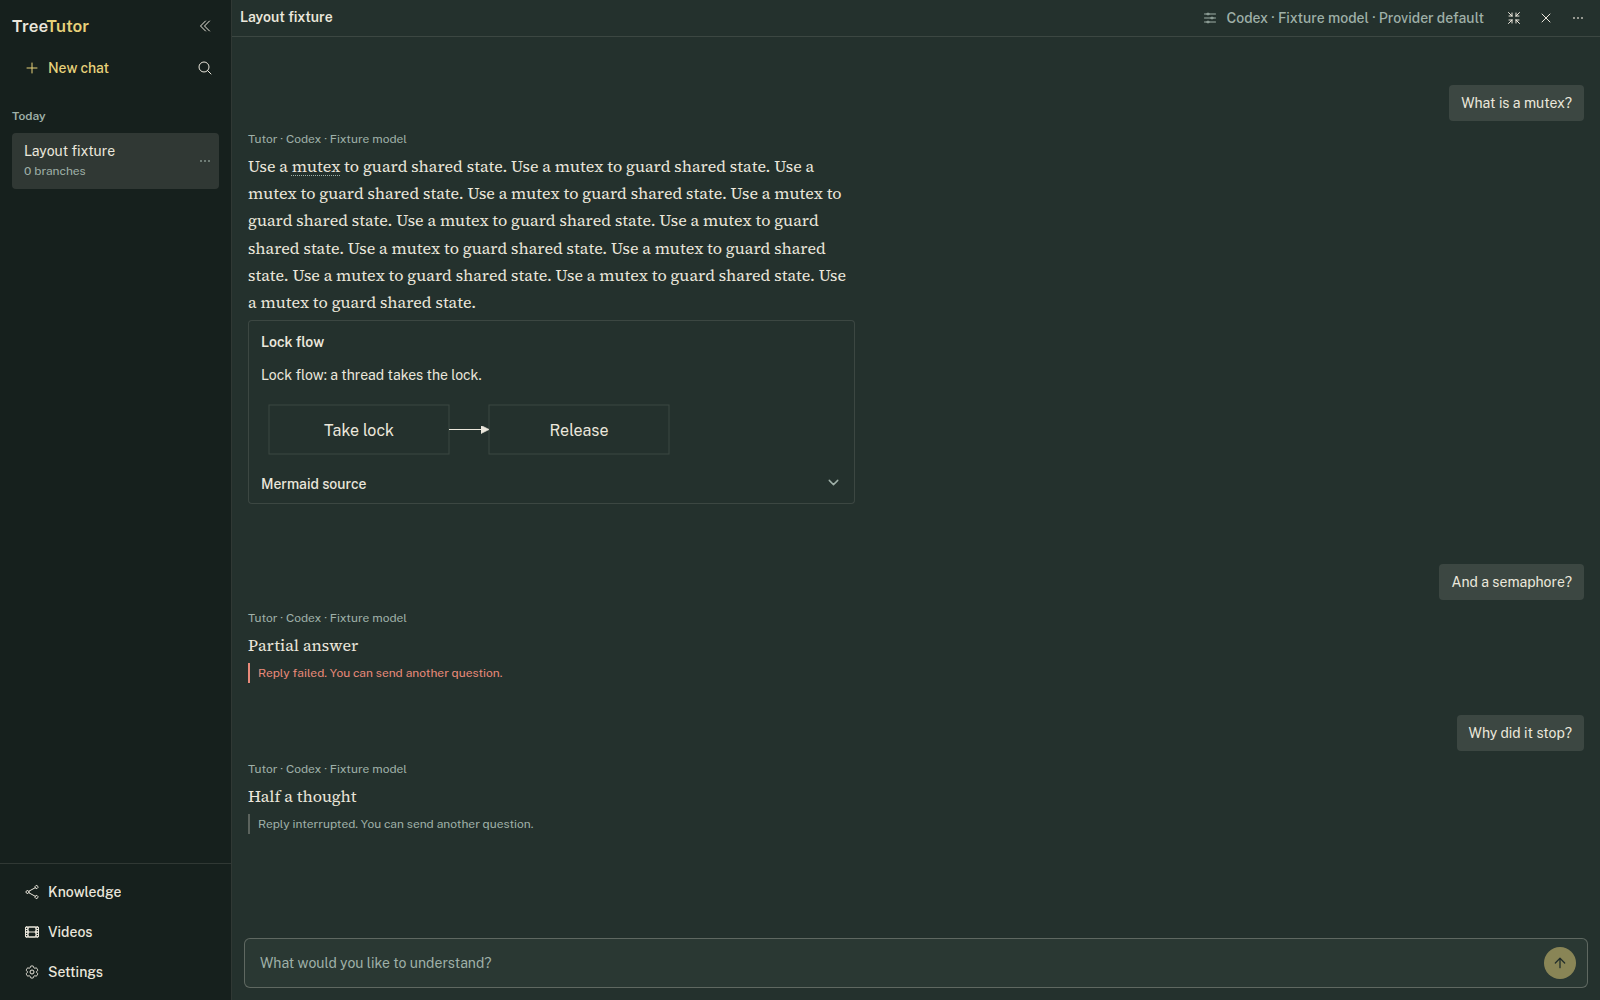 TreeTutor
New chat
Today
Layout fixture
0 branches
Knowledge
Videos
Settings
Layout fixture
Codex · Fixture model · Provider default
What is a mutex?
Tutor · Codex · Fixture model
Use a mutex to guard shared state. Use a mutex to guard shared state. Use a
mutex to guard shared state. Use a mutex to guard shared state. Use a mutex to
guard shared state. Use a mutex to guard shared state. Use a mutex to guard
shared state. Use a mutex to guard shared state. Use a mutex to guard shared
state. Use a mutex to guard shared state. Use a mutex to guard shared state. Use
a mutex to guard shared state.
Lock flow
Lock flow: a thread takes the lock.
Take lock
Release
Mermaid source
And a semaphore?
Tutor · Codex · Fixture model
Partial answer
Reply failed. You can send another question.
Why did it stop?
Tutor · Codex · Fixture model
Half a thought
Reply interrupted. You can send another question.
What would you like to understand?